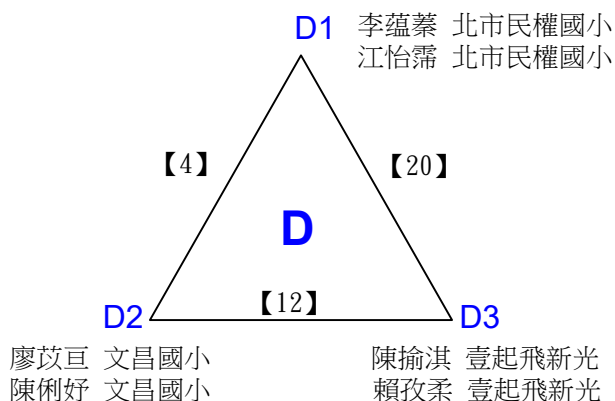 D1 李蕴蓁 北市民權國小
江怡霈 北市民權國小
【4】 【20】
D
【12】
D2 D3
廖苡亘 文昌國小 陳揄淇 壹起飛新光
陳俐妤 文昌國小 賴孜柔 壹起飛新光